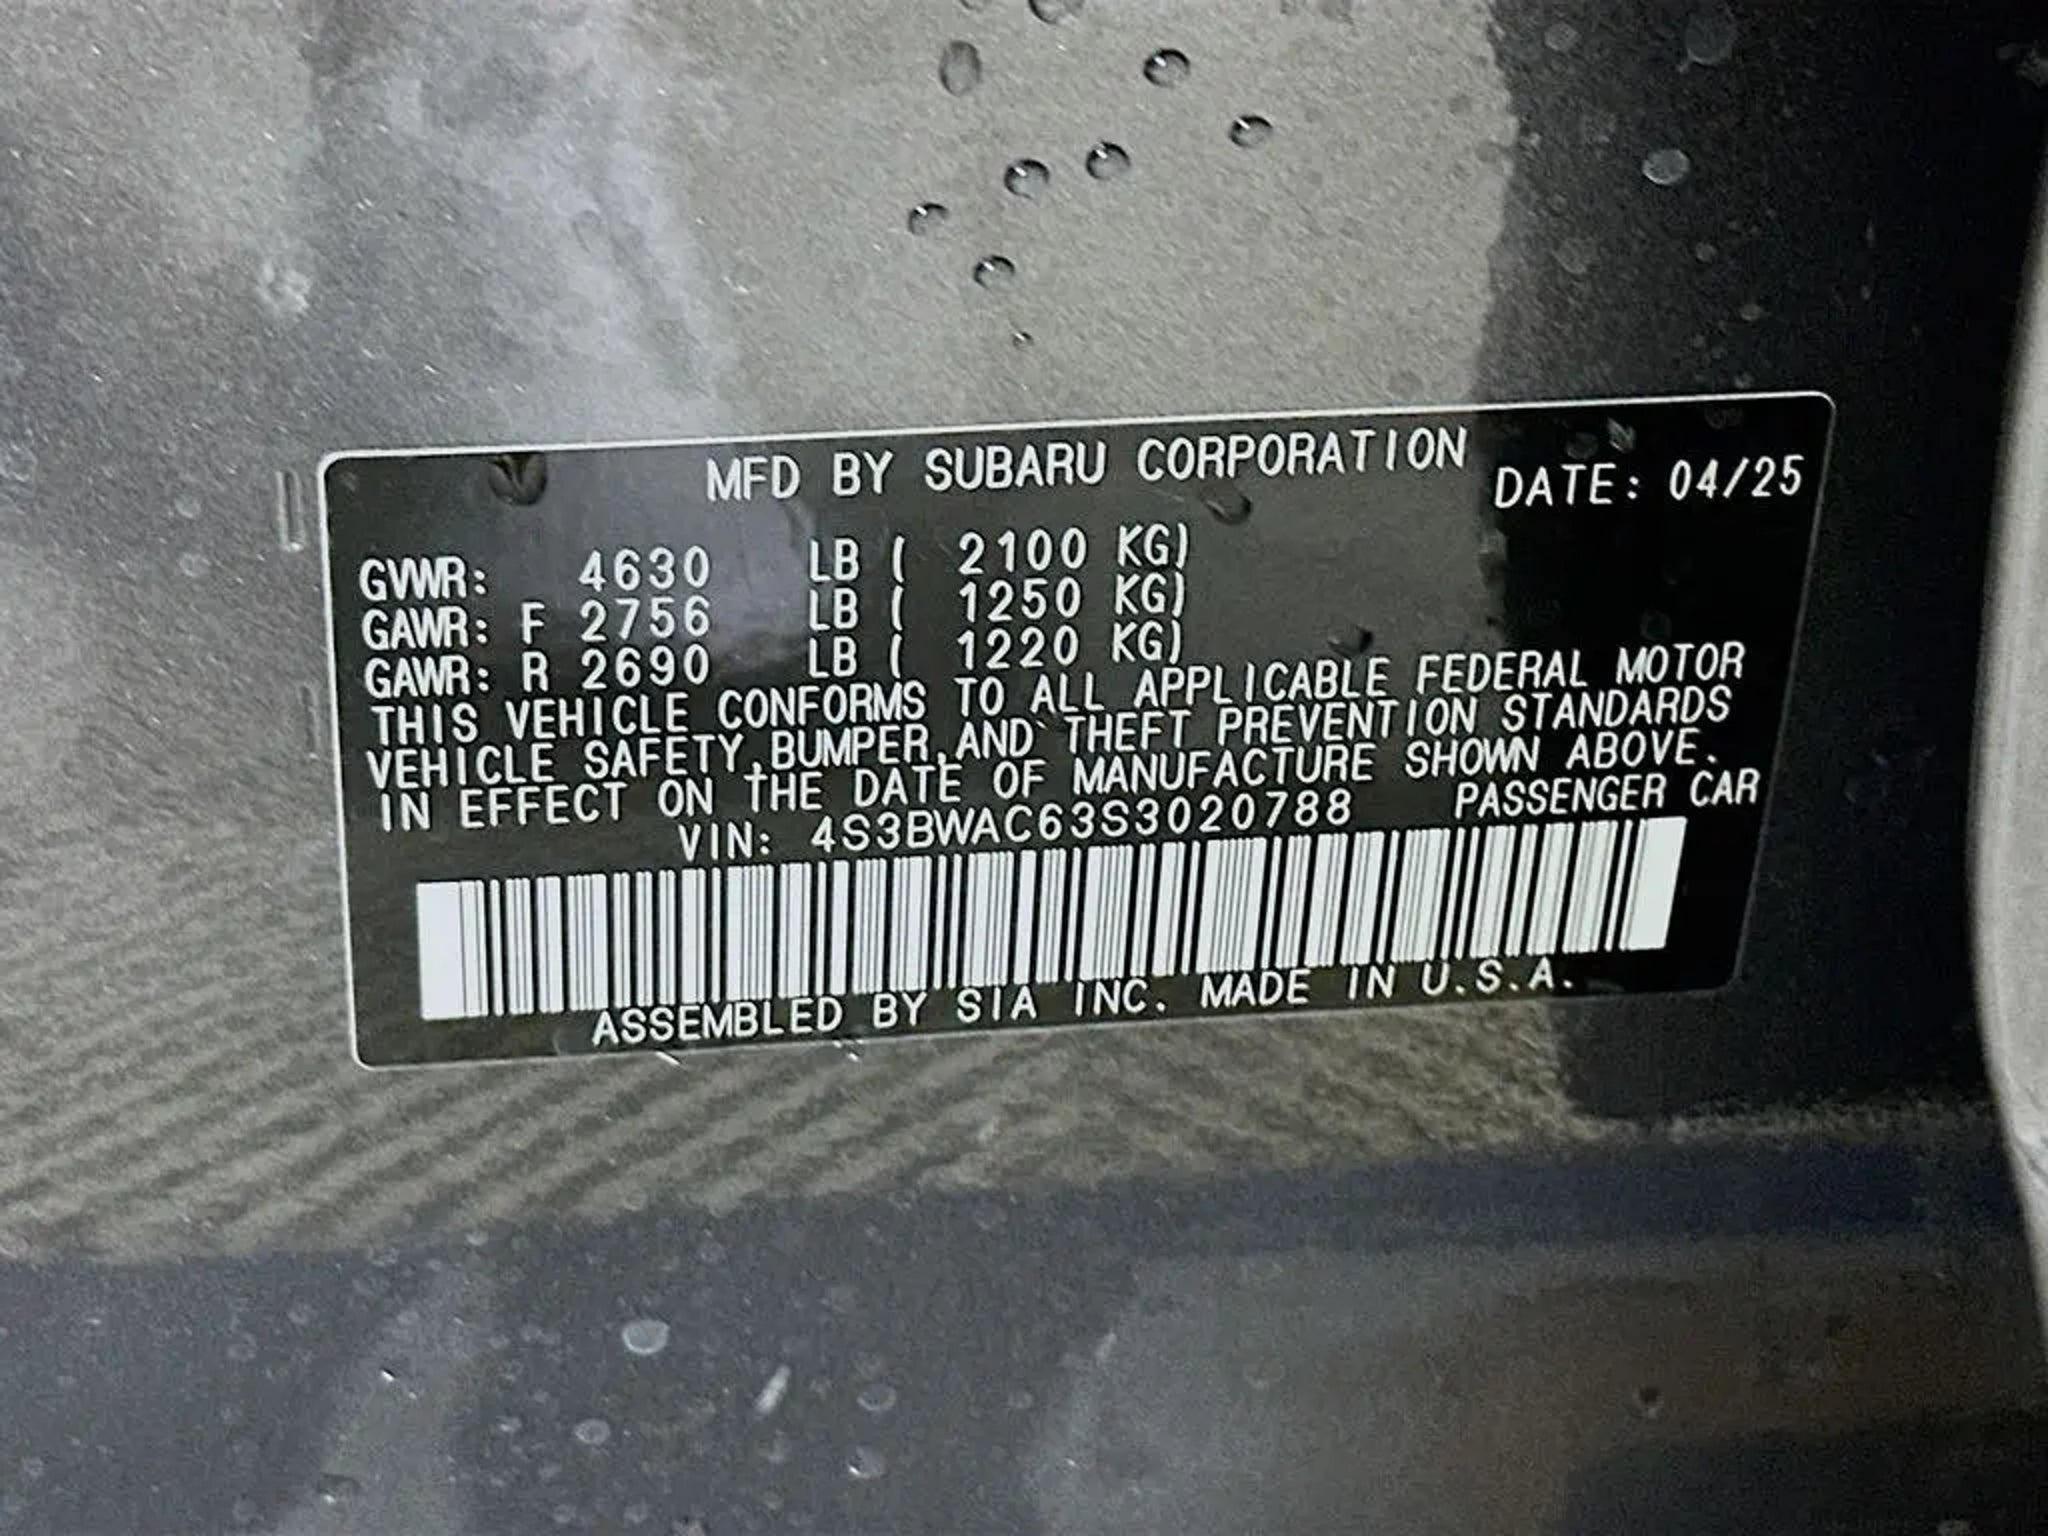 MFD BY SUBARU CORPORATION DATE: 04/25
GVWR: 4630 LB ( 2100 KG)
GAWR: F 2756 LB ( 1250 KG)
GAWR: R 2690 LB ( 1220 KG)
THIS VEHICLE CONFORMS TO ALL APPLICABLE FEDERAL MOTOR
VEHICLE SAFETY,BUMPER,AND THEFT PREVENTION STANDARDS
IN EFFECT ON THE DATE OF MANUFACTURE SHOWN ABOVE.
VIN: 4S3BWAC63S3020788 PASSENGER CAR
ASSEMBLED BY SIA INC. MADE IN U.S.A.